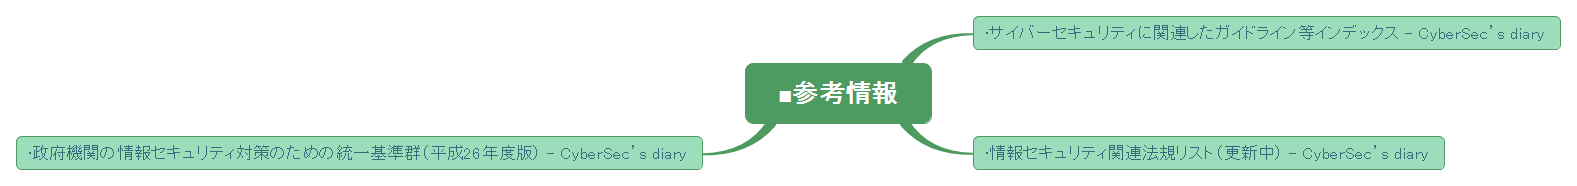 ■参考情報
・サイバーセキュリティに関連したガイドライン等インデックス - CyberSec’s diary
・情報セキュリティ関連法規リスト（更新中） - CyberSec’s diary
・政府機関の情報セキュリティ対策のための統一基準群（平成26年度版） - CyberSec’s diary